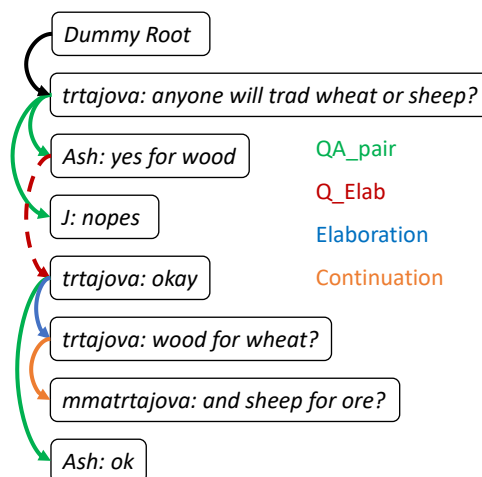 Dummy Root
trtajova: anyone will trad wheat or sheep?
Ash: yes for wood
QA_pair
Q_Elab
J: nopes
Elaboration
trtajova: okay
Continuation
trtajova: wood for wheat?
mmatrtajova: and sheep for ore?
Ash: ok